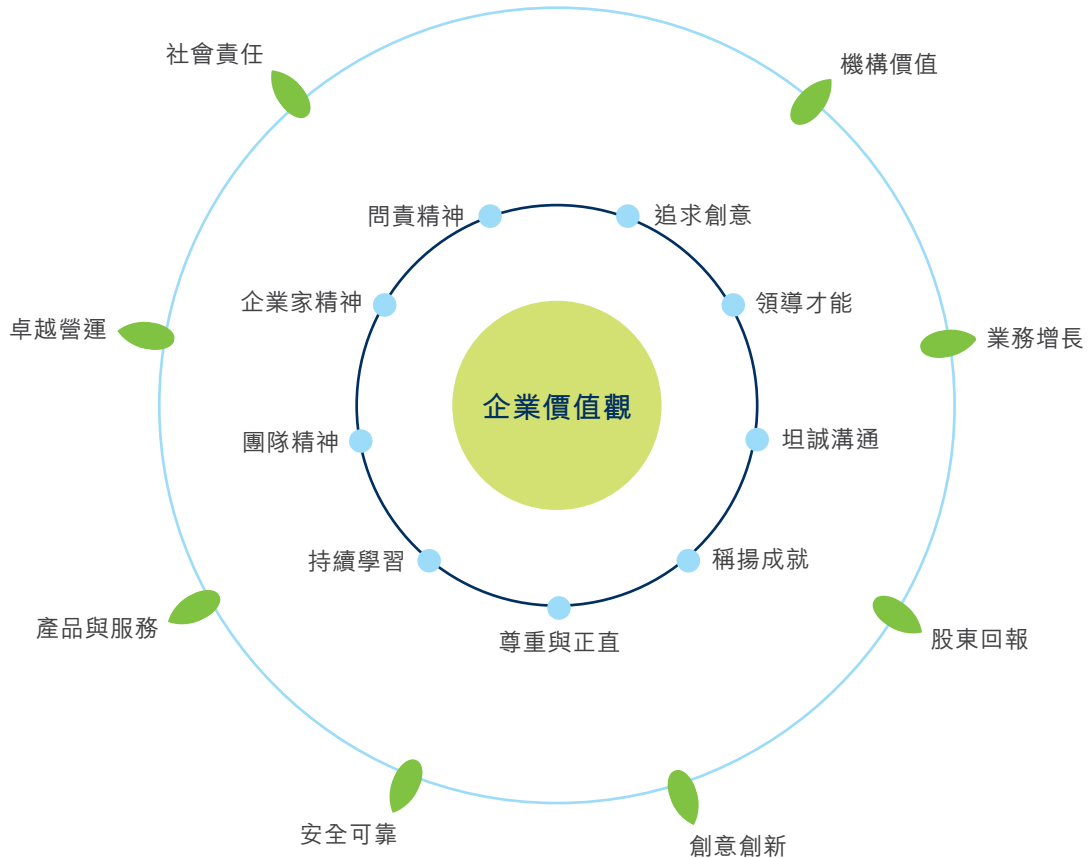 社會責任
機構價值
問責精神
追求創意
企業家精神
領導才能
卓越營運
業務增長
企業價值觀
團隊精神
坦誠溝通
持續學習
稱揚成就
產品與服務
尊重與正直
股東回報
安全可靠
創意創新